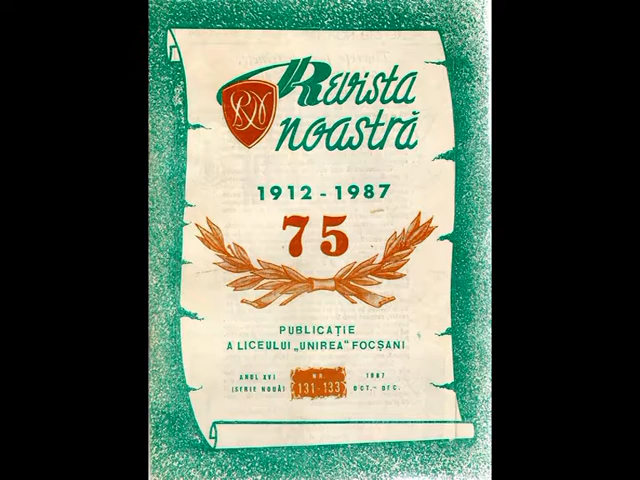 Revista
noastră
RN
1912 - 1987
75
PUBLICAȚIE
A LICEULUI „UNIREA” FOCȘANI
ANUL XVI
(SERIE NOUĂ)
NR.
131-133
1987
OCT.- DEC.